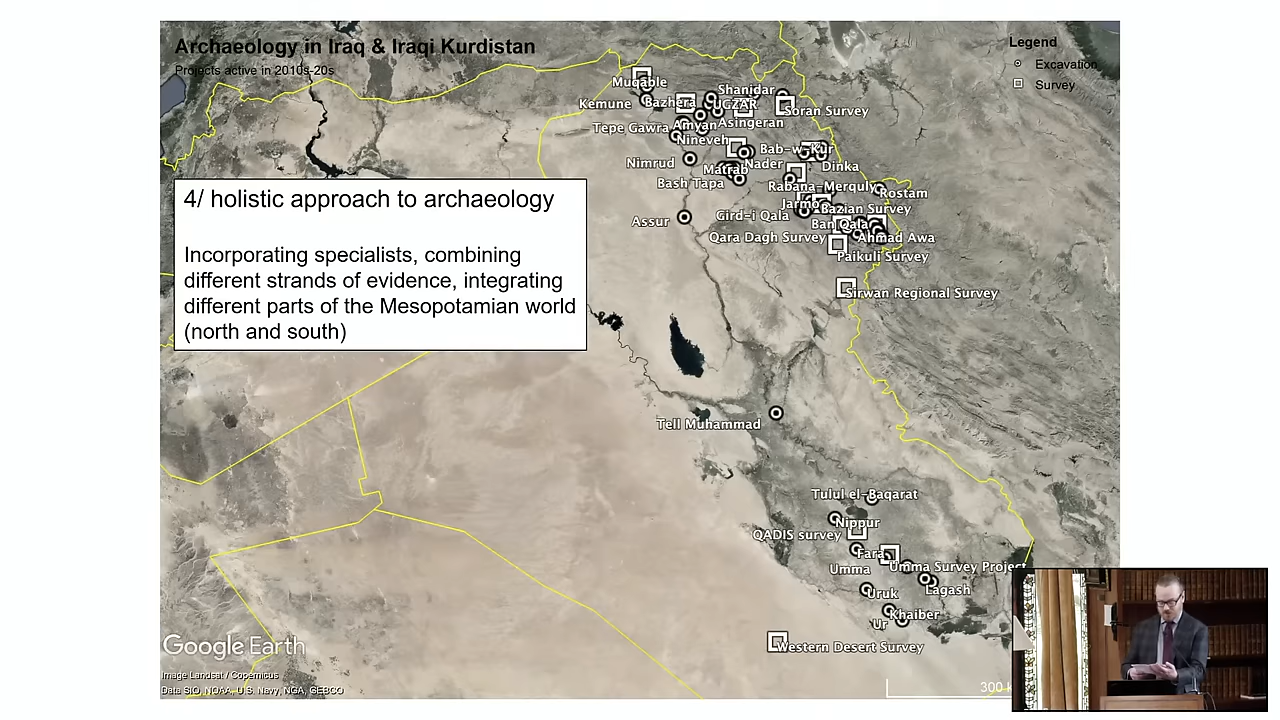 Archaeology in Iraq & Iraqi Kurdistan
Projects active in 2010s-20s
Legend
Excavation
Survey
4/ holistic approach to archaeology
Incorporating specialists, combining
different strands of evidence, integrating
different parts of the Mesopotamian world
(north and south)
Muqable
Shanidar
Kemune
Bazhera
UGZAR
Soran Survey
Tepe Gawra
Amyan
Asingeran
Nineveh
Bab-w-Kur
Nimrud
Matrab
Nader
Dinka
Bash Tapa
Rabana-Merquly
Rostam
Jarmo
Bazian Survey
Assur
Gird-i Qala
Ban Qala
Qara Dagh Survey
Ahmad Awa
Paikuli Survey
Sirwan Regional Survey
Tell Muhammad
Tulul el-Baqarat
Nippur
QADIS survey
Fara
Umma
Umma Survey Project
Uruk
Lagash
Khaiber
Ur
Western Desert Survey
Google Earth
Image Landsat / Copernicus
Data SIO, NOAA, U.S. Navy, NGA, GEBCO
300